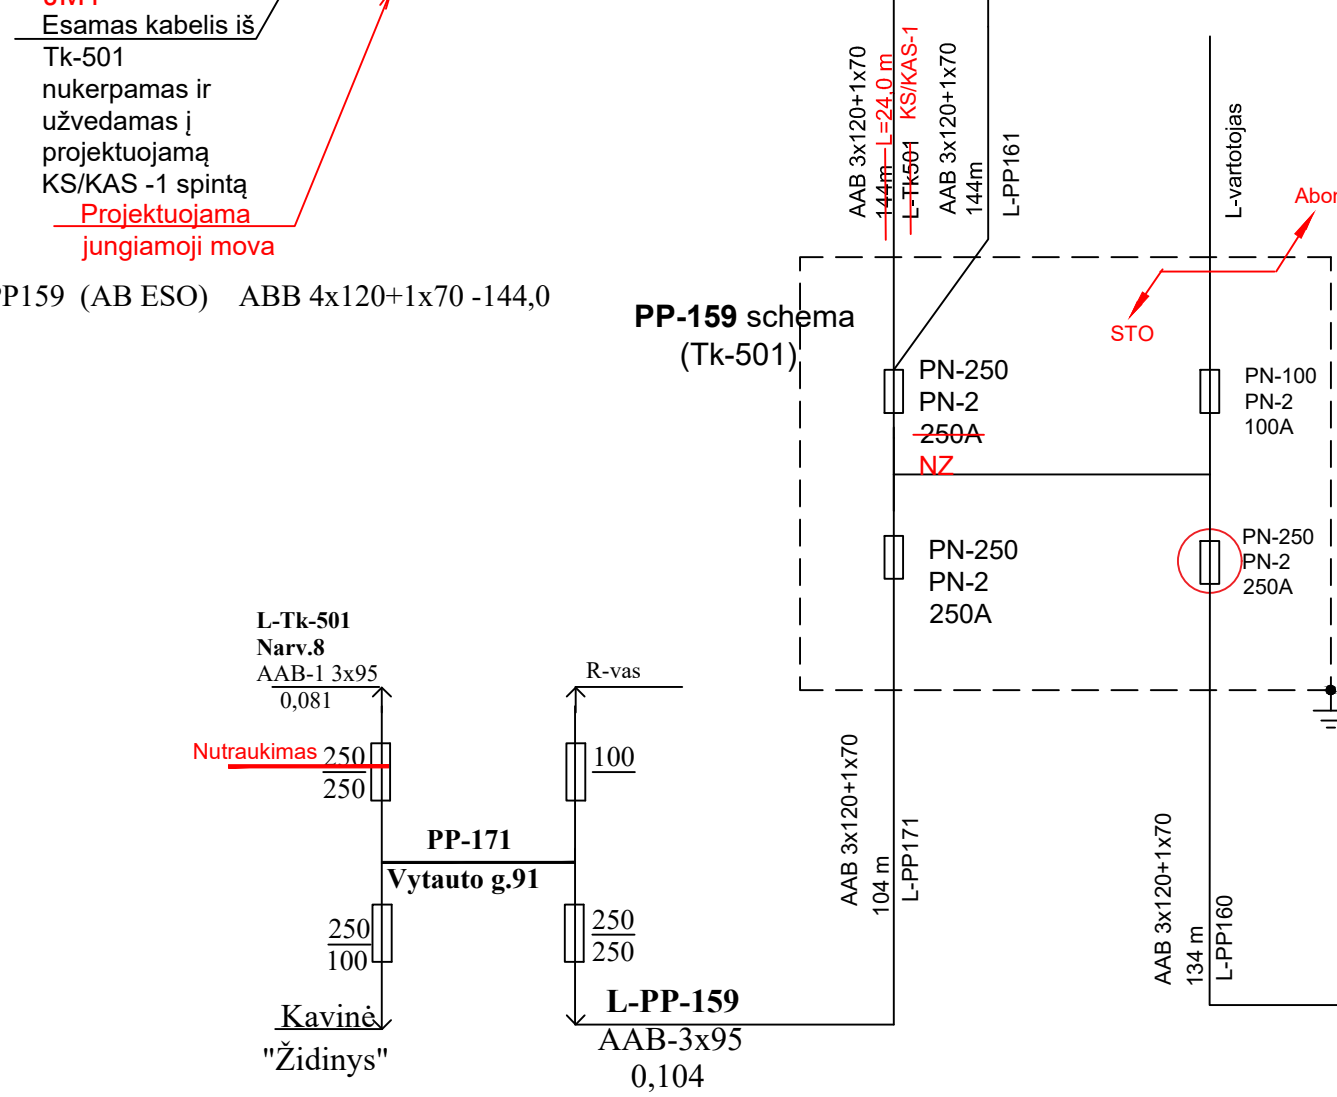 Esamas kabelis iš
Tk-501
nukerpamas ir
užvedamas į
projektuojamą
KS/KAS -1 spintą
Projektuojama
jungiamoji mova
PP159 (AB ESO) ABB 4x120+1x70 -144,0
AAB 3x120+1x70
144m
L=24,0 m
L-Tk501
KS/KAS-1
AAB 3x120+1x70
144m
L-PP161
L-vartotojas
STO
PP-159 schema
(Tk-501)
PN-250
PN-2
250A
NZ
PN-100
PN-2
100A
PN-250
PN-2
250A
PN-250
PN-2
250A
L-Tk-501
Narv.8
AAB-1 3x95
0,081
R-vas
Nutraukimas
250
250
100
PP-171
Vytauto g.91
250
100
250
250
Kavinė
"Židinys"
L-PP-159
AAB-3x95
0,104
AAB 3x120+1x70
104 m
L-PP171
AAB 3x120+1x70
134 m
L-PP160